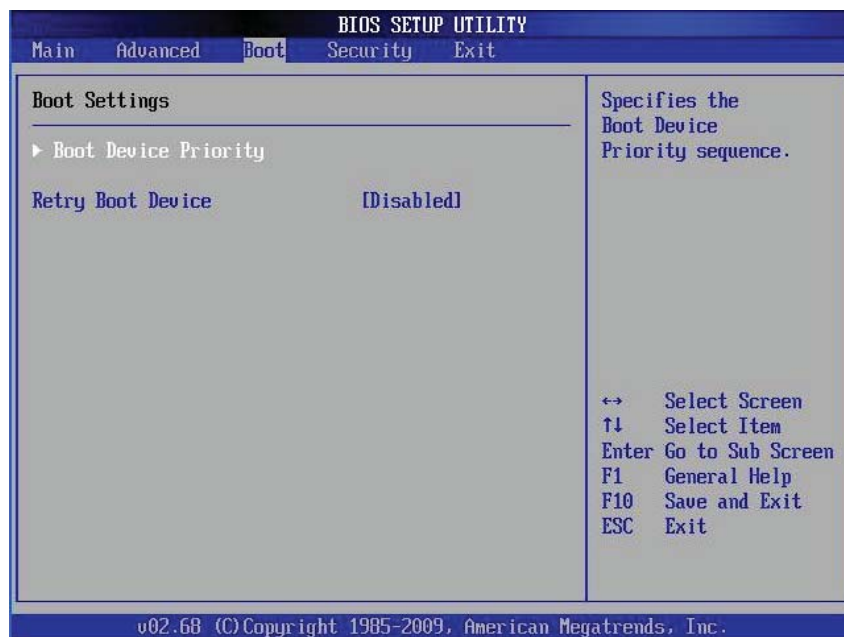 BIOS SETUP UTILITY
Main Advanced Boot Security Exit
Boot Settings
▶ Boot Device Priority
Retry Boot Device [Disabled]
Specifies the
Boot Device
Priority sequence.
↔ Select Screen
↑↓ Select Item
Enter Go to Sub Screen
F1 General Help
F10 Save and Exit
ESC Exit
v02.68 (C)Copyright 1985-2009, American Megatrends, Inc.